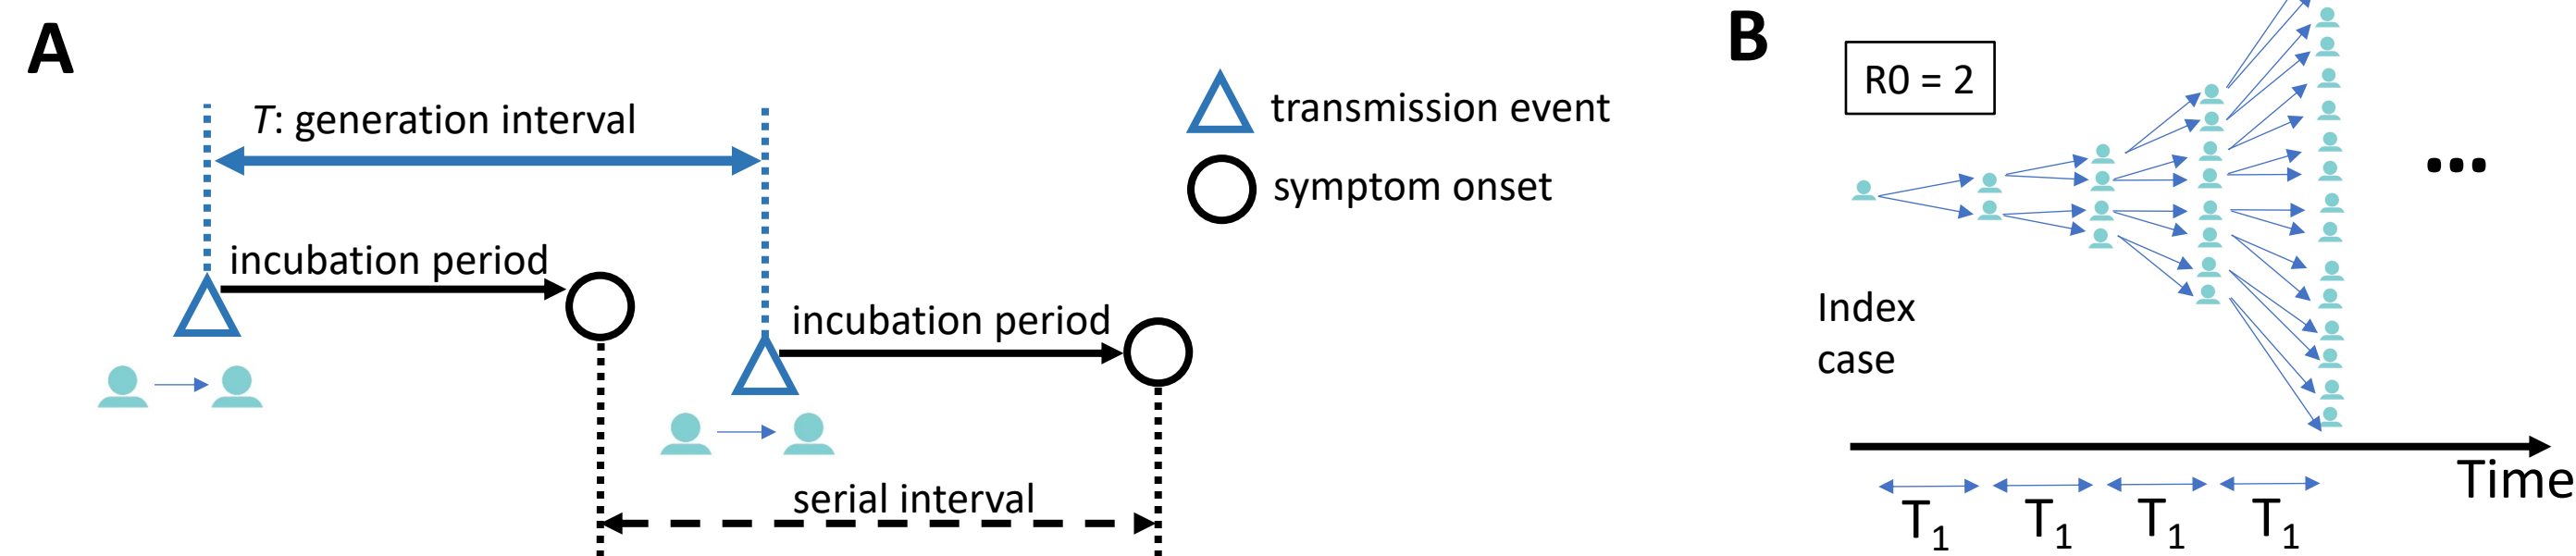 A
T: generation interval
incubation period
incubation period
serial interval
transmission event
symptom onset
B
R0 = 2
...
Index
case
Time
T1 T1 T1 T1